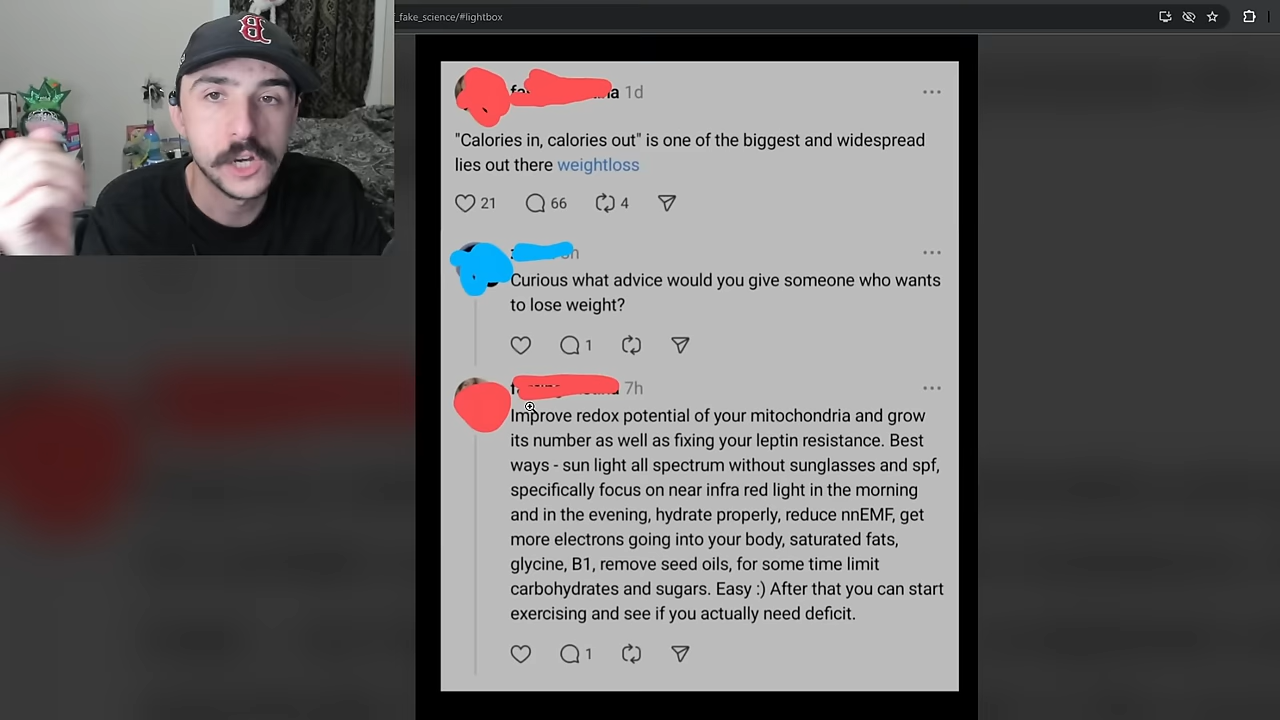 _fake_science/#lightbox
B
1d
"Calories in, calories out" is one of the biggest and widespread
lies out there weightloss
21 66 4
Curious what advice would you give someone who wants
to lose weight?
1
7h
Improve redox potential of your mitochondria and grow
its number as well as fixing your leptin resistance. Best
ways - sun light all spectrum without sunglasses and spf,
specifically focus on near infra red light in the morning
and in the evening, hydrate properly, reduce nnEMF, get
more electrons going into your body, saturated fats,
glycine, B1, remove seed oils, for some time limit
carbohydrates and sugars. Easy :) After that you can start
exercising and see if you actually need deficit.
1